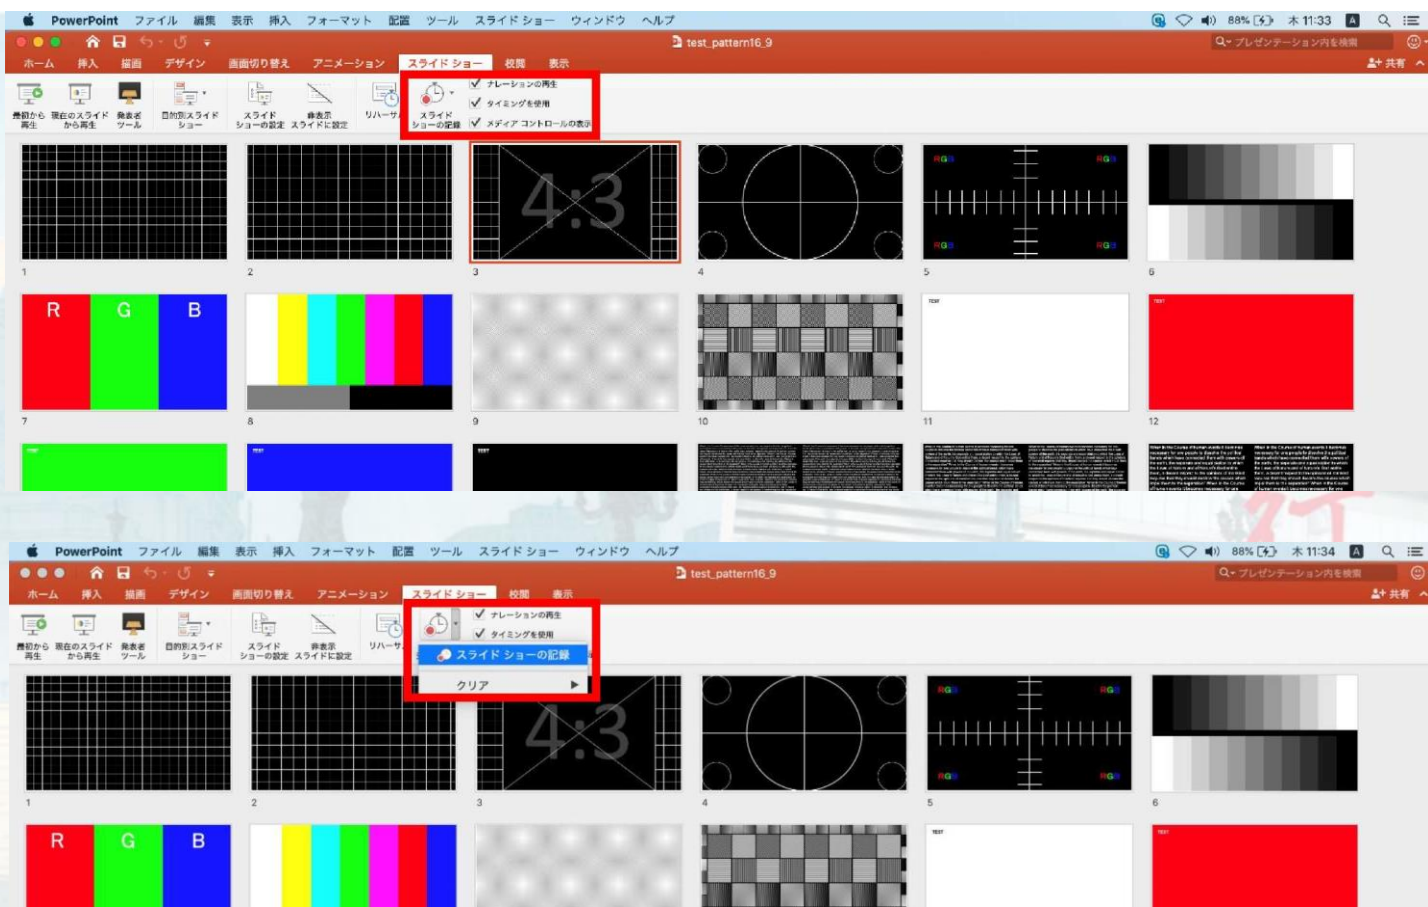 PowerPoint ファイル 編集 表示 挿入 フォーマット 配置 ツール スライドショー ウィンドウ ヘルプ
88% 木 11:33 A
test_pattern16_9
プレゼンテーション内を検索
ホーム 挿入 描画 デザイン 画面切り替え アニメーション スライド ショー 校閲 表示
共有
最初から再生
現在のスライドから再生
発表者ツール
目的別スライドショー
スライドショーの設定
非表示スライドに設定
リハーサ
スライドショーの記録
ナレーションの再生
タイミングを使用
メディア コントロールの表示
4:3
RGB RGB
RGB RGB
1 2 3 4 5 6
R G B
TEST
TEST
7 8 9 10 11 12
TEST
TEST
行
PowerPoint ファイル 編集 表示 挿入 フォーマット 配置 ツール スライドショー ウィンドウ ヘルプ
88% 木 11:34 A
test_pattern16_9
プレゼンテーション内を検索
ホーム 挿入 描画 デザイン 画面切り替え アニメーション スライド ショー 校閲 表示
共有
最初から再生
現在のスライドから再生
発表者ツール
目的別スライドショー
スライドショーの設定
非表示スライドに設定
リハーサ
ナレーションの再生
タイミングを使用
スライド ショーの記録
クリア
4:3
RGB RGB
RGB RGB
1 2 3 4 5 6
R G B
TEST
TEST